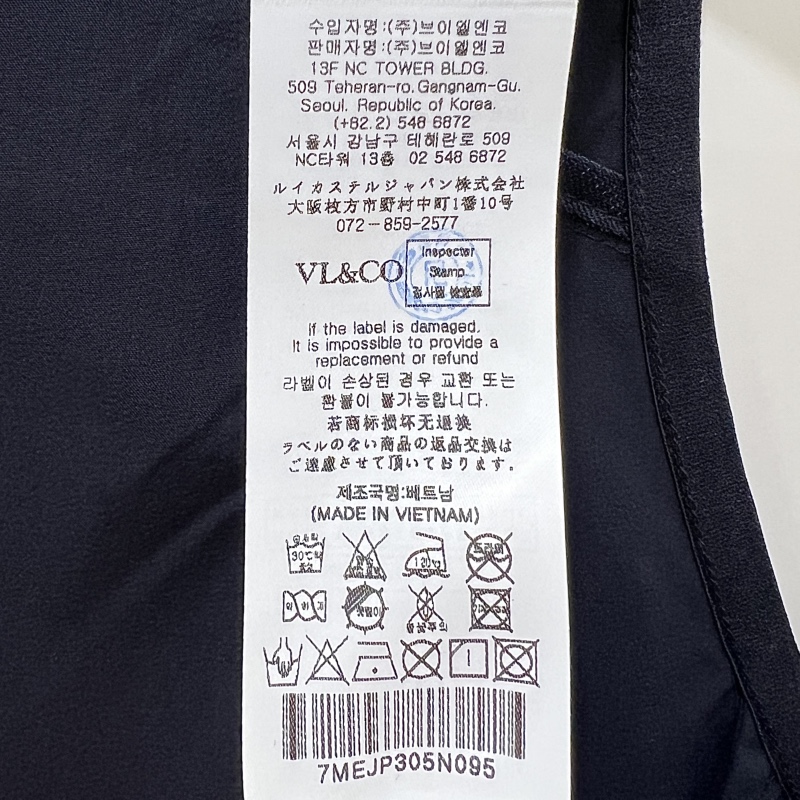 수입자명:(주)브이엘엔코
판매자명:(주)브이엘엔코
13F NC TOWER BLDG.
509 Teheran-ro.Gangnam-Gu.
Seoul. Republic of Korea.
(+82.2) 548 6872
서울시 강남구 테헤란로 509
NC타워 13층 02 548 6872
ルイカステルジャパン株式会社
大阪枚方市野村中町1番10号
072-859-2577
VL&CO
Inspector
Stamp
If the label is damaged.
It is impossible to provide a
replacement or refund
라벨이 손상된 경우 교환 또는
환불이 불가능합니다.
若商标损坏无退换
ラベルのない商品の返品交換は
ご遠慮させて頂いております。
제조국명:베트남
(MADE IN VIETNAM)
30℃
120℃
7MEJP305N095